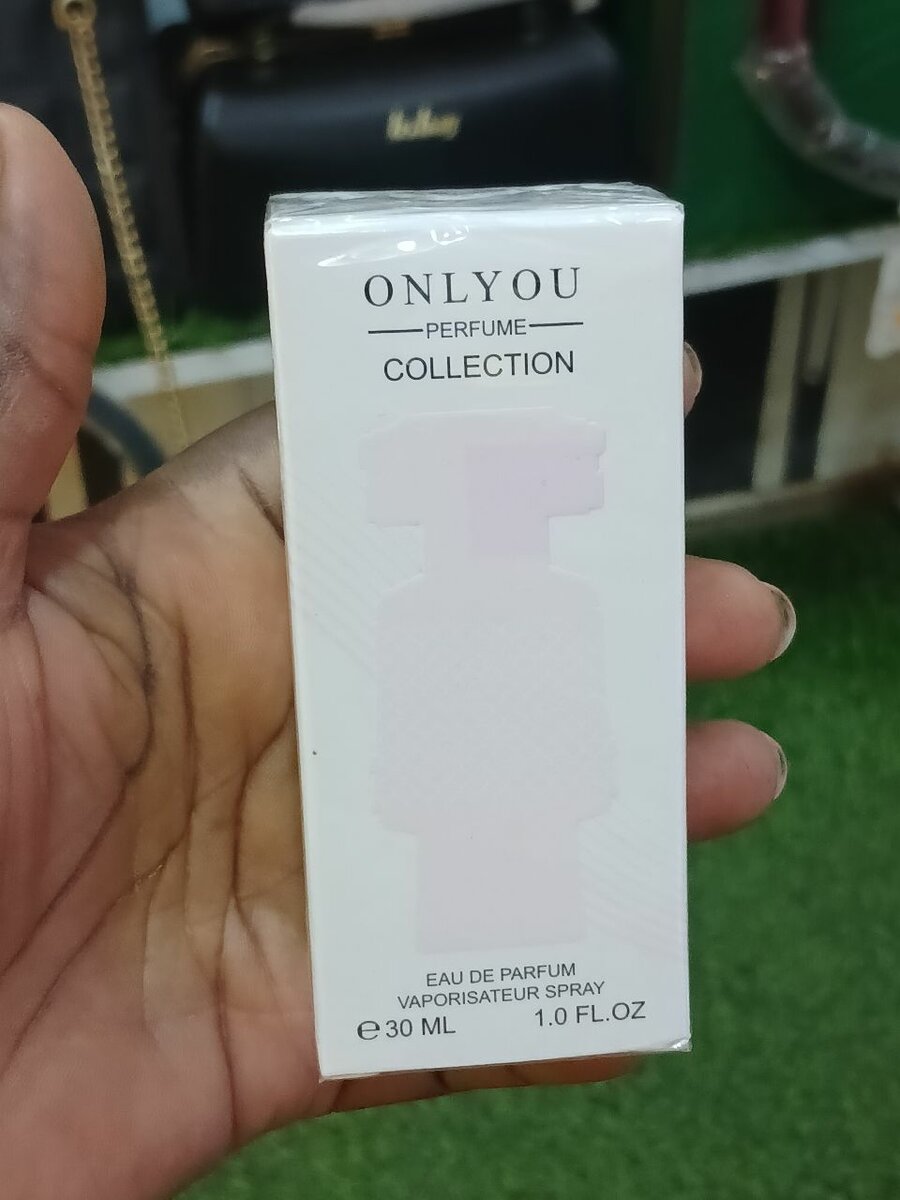 ONLYOU
PERFUME
COLLECTION
EAU DE PARFUM
VAPORISATEUR SPRAY
℮ 30 ML 1.0 FL.OZ